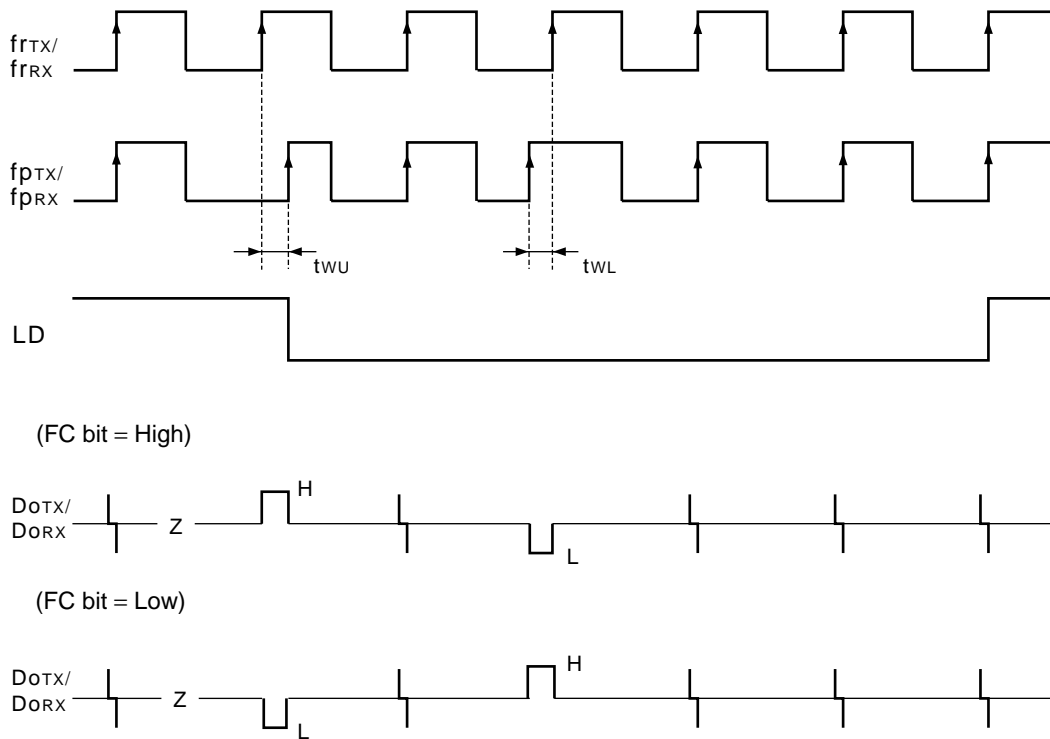 frTX/
frRX
fpTX/
fpRX
tWU
tWL
LD
(FC bit = High)
DoTX/
DoRX
Z
H
L
(FC bit = Low)
DoTX/
DoRX
Z
L
H